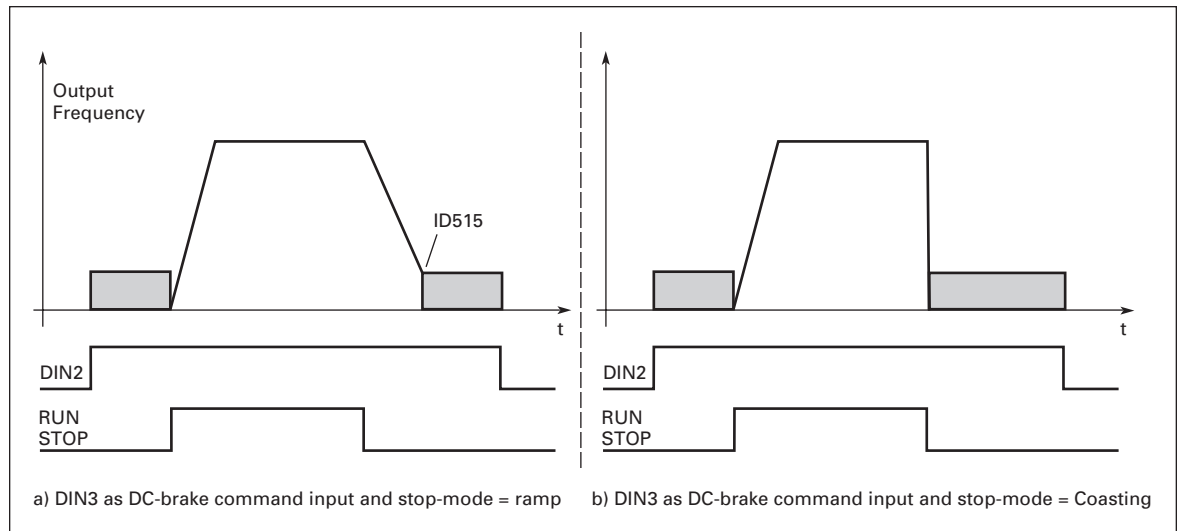 Output
Frequency
ID515
t
DIN2
RUN
STOP
a) DIN3 as DC-brake command input and stop-mode = ramp
t
DIN2
RUN
STOP
b) DIN3 as DC-brake command input and stop-mode = Coasting